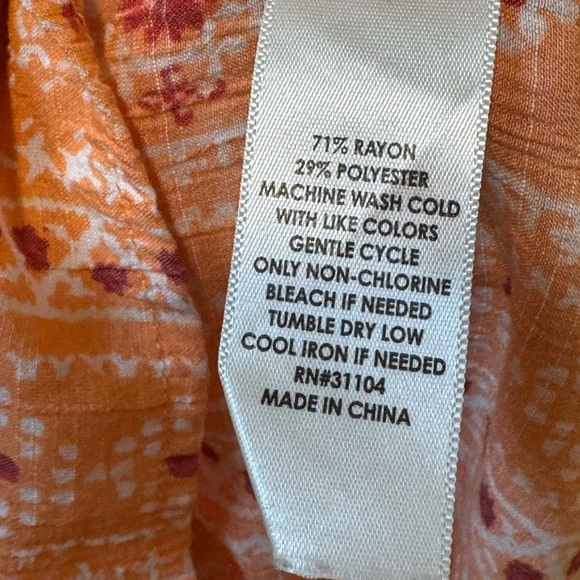 71% RAYON
29% POLYESTER
MACHINE WASH COLD
WITH LIKE COLORS
GENTLE CYCLE
ONLY NON-CHLORINE
BLEACH IF NEEDED
TUMBLE DRY LOW
COOL IRON IF NEEDED
RN#31104
MADE IN CHINA